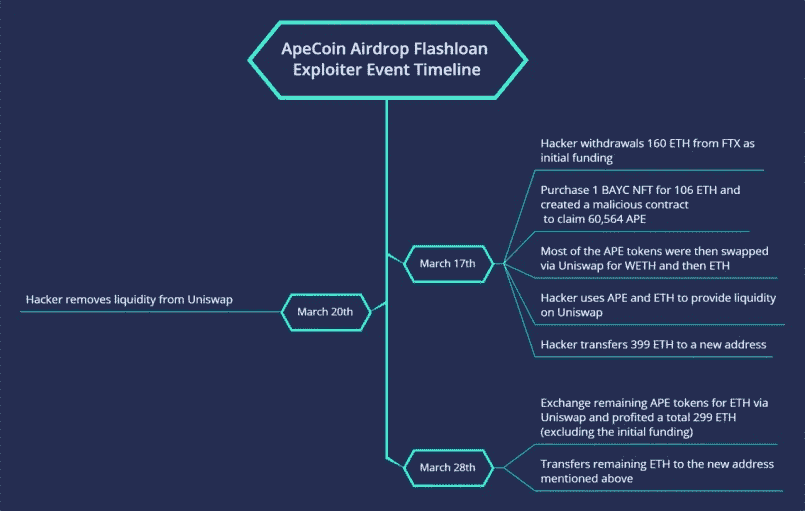 ApeCoin Airdrop Flashloan
Exploiter Event Timeline
Hacker withdrawals 160 ETH from FTX as
initial funding
Purchase 1 BAYC NFT for 106 ETH and
created a malicious contract
to claim 60,564 APE
March 17th
Most of the APE tokens were then swapped
via Uniswap for WETH and then ETH
Hacker uses APE and ETH to provide liquidity
on Uniswap
Hacker transfers 399 ETH to a new address
Hacker removes liquidity from Uniswap
March 20th
March 28th
Exchange remaining APE tokens for ETH via
Uniswap and profited a total 299 ETH
(excluding the initial funding)
Transfers remaining ETH to the new address
mentioned above